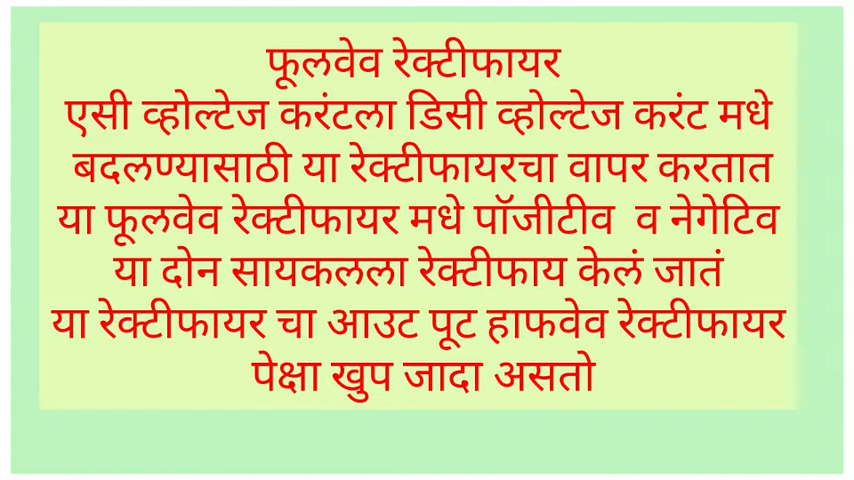 फूलवेव रेक्टीफायर
एसी व्होल्टेज करंटला डिसी व्होल्टेज करंट मधे
बदलण्यासाठी या रेक्टीफायरचा वापर करतात
या फूलवेव रेक्टीफायर मधे पॉजीटीव व नेगेटिव
या दोन सायकलला रेक्टीफाय केलं जातं
या रेक्टीफायर चा आउट पूट हाफवेव रेक्टीफायर
पेक्षा खुप जादा असतो